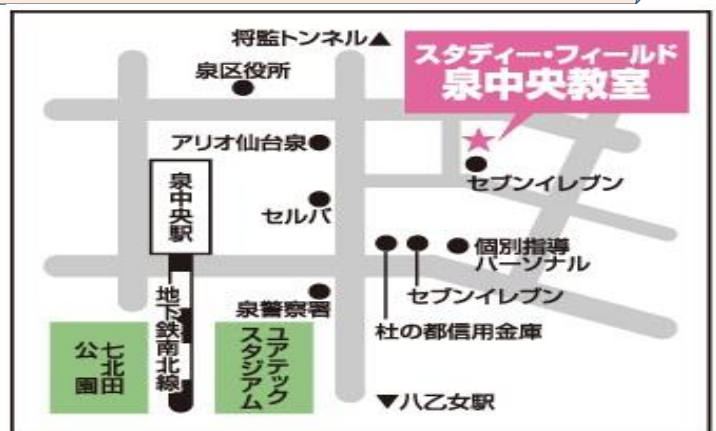 将監トンネル▲
スタディー・フィールド
泉中央教室
泉区役所
アリオ仙台泉●
セブンイレブン
泉中央駅
セルバ
個別指導
パーソナル
セブンイレブン
地下鉄南北線
泉警察署
杜の都信用金庫
七北田
公園
ユアテック
スタジアム
▼八乙女駅